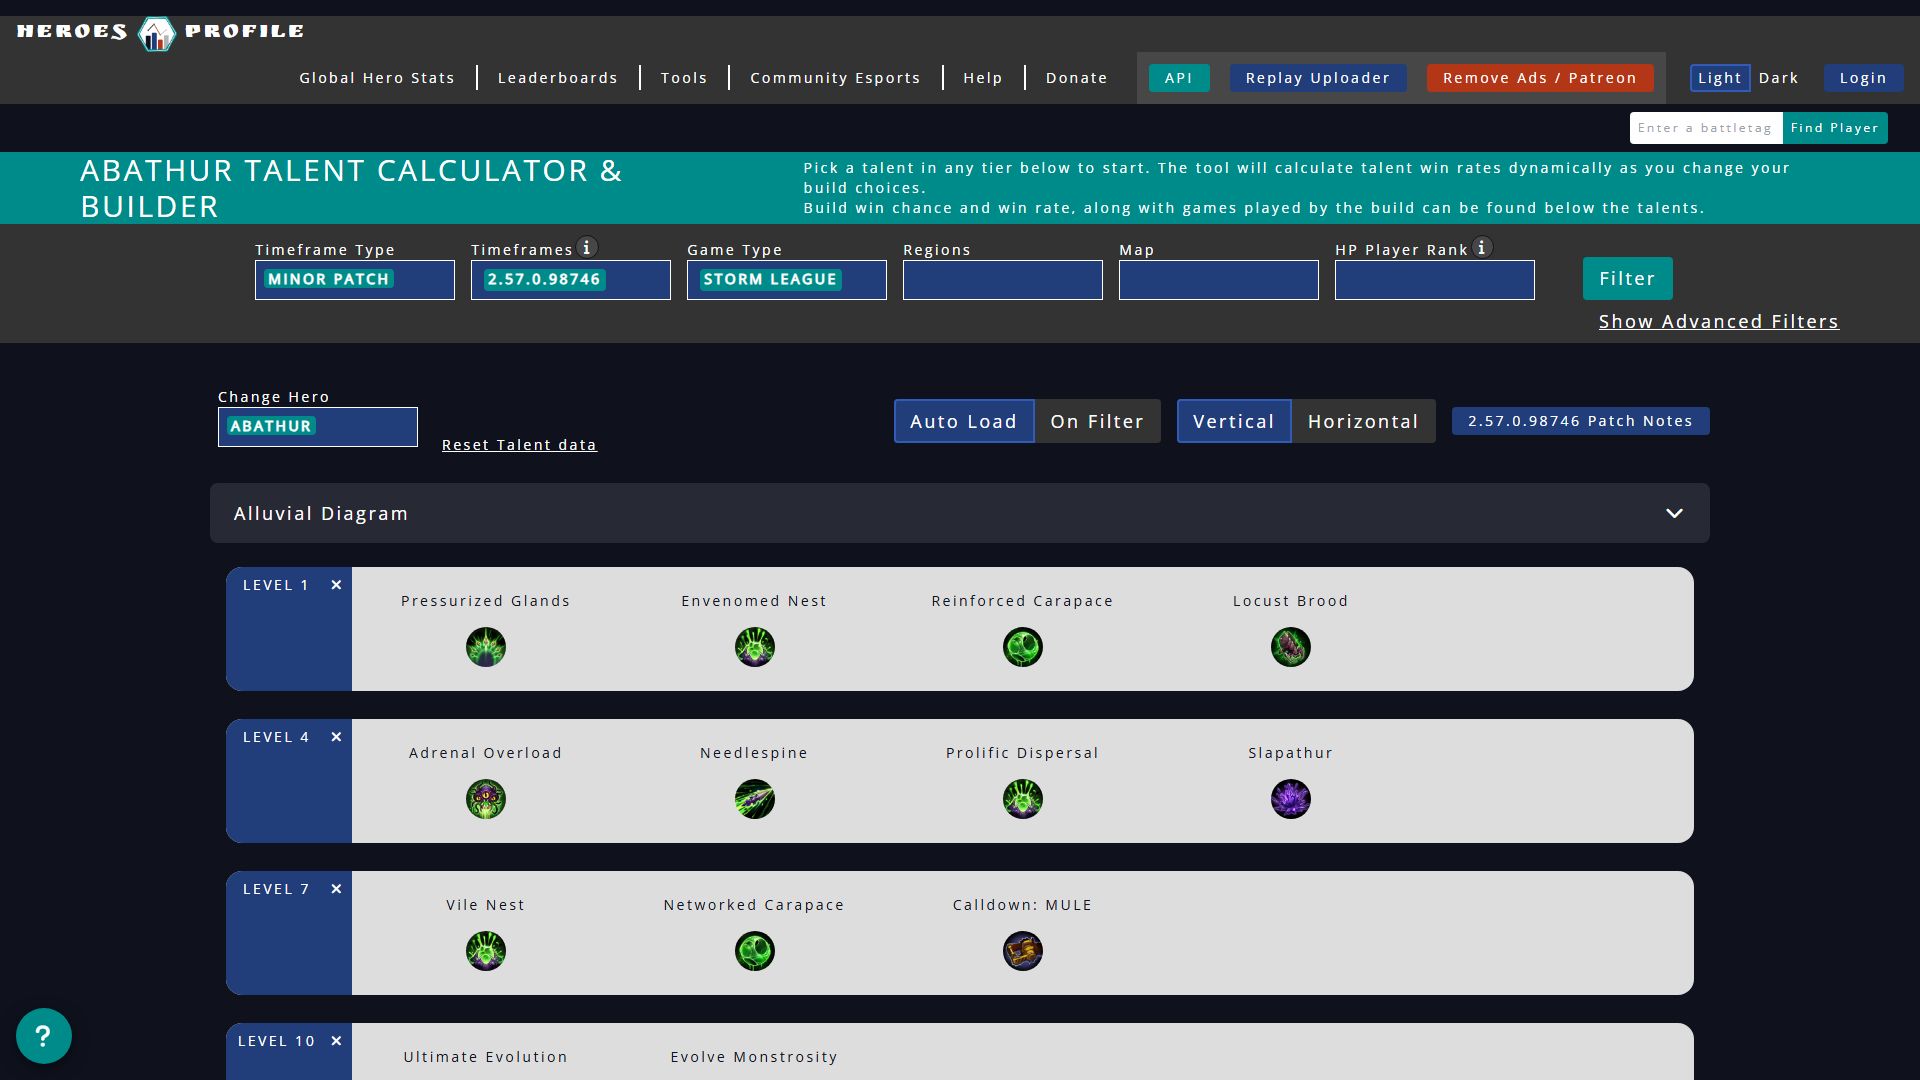 HEROES PROFILE
Global Hero Stats
Leaderboards
Tools
Community Esports
Help
Donate
API
Replay Uploader
Remove Ads / Patreon
Light
Dark
Login
Enter a battletag
Find Player
ABATHUR TALENT CALCULATOR &
BUILDER
Pick a talent in any tier below to start. The tool will calculate talent win rates dynamically as you change your
build choices.
Build win chance and win rate, along with games played by the build can be found below the talents.
Timeframe Type
Timeframes
Game Type
Regions
Map
HP Player Rank
MINOR PATCH
2.57.0.98746
STORM LEAGUE
Filter
Show Advanced Filters
Change Hero
ABATHUR
Reset Talent data
Auto Load
On Filter
Vertical
Horizontal
2.57.0.98746 Patch Notes
Alluvial Diagram
LEVEL 1
Pressurized Glands
Envenomed Nest
Reinforced Carapace
Locust Brood
LEVEL 4
Adrenal Overload
Needlespine
Prolific Dispersal
Slapathur
LEVEL 7
Vile Nest
Networked Carapace
Calldown: MULE
LEVEL 10
Ultimate Evolution
Evolve Monstrosity
?